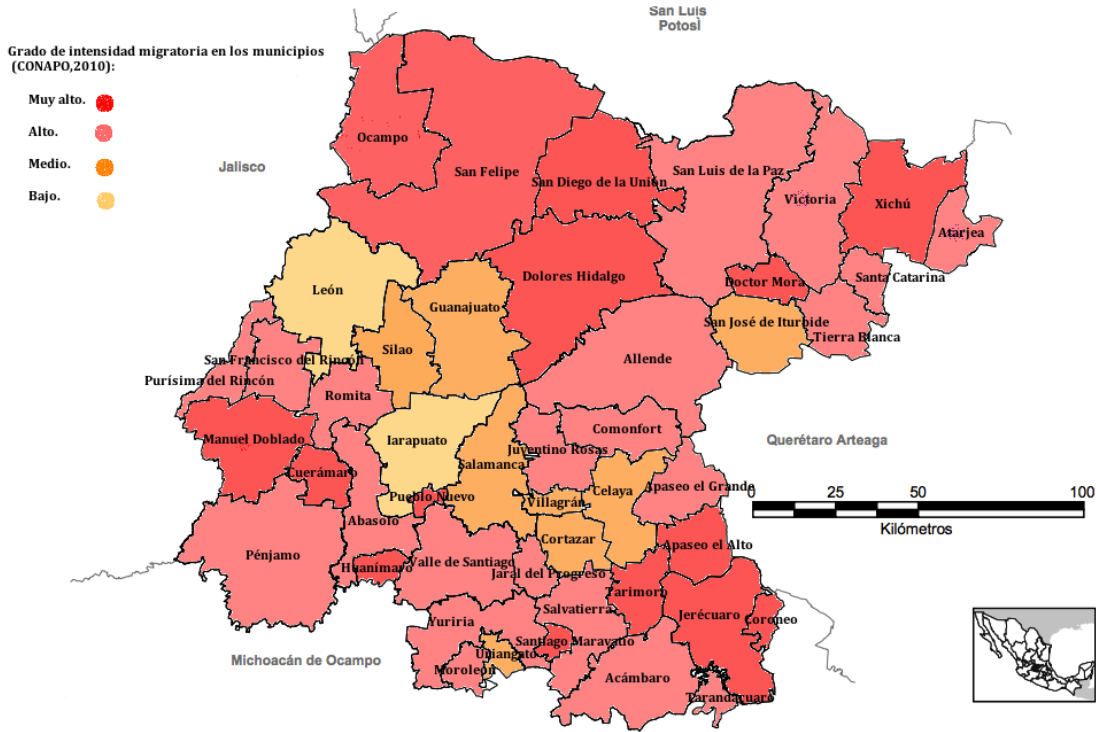 San Luis
Potosì
Grado de intensidad migratoria en los municipios
(CONAPO,2010):
Muy alto.
Alto.
Medio.
Bajo.
Jalisco
Ocampo
San Felipe
San Diego de la Unión
San Luis de la Paz
Victoria
Xichú
Atarjea
Dolores Hidalgo
Doctor Mora
Santa Catarina
León
Guanajuato
San José de Iturbide
Tierra Blanca
Silao
San Francisco del Rincón
Allende
Purísima del Rincón
Romita
Comonfort
Manuel Doblado
Iarapuato
Juventino Rosas
Querétaro Arteaga
Salamanca
Cuerámaro
Celaya
Apaseo el Grande
Pueblo Nuevo
Villagrán
0 25 50 100
Kilómetros
Abasolo
Cortazar
Apaseo el Alto
Pénjamo
Huanímaro
Valle de Santiago
Jaral del Progreso
Tarimoro
Salvatierra
Jerécuaro
Coroneo
Yuriria
Santiago Maravatío
Uriangato
Michoacán de Ocampo
Moroleón
Acámbaro
Tarandacuaro